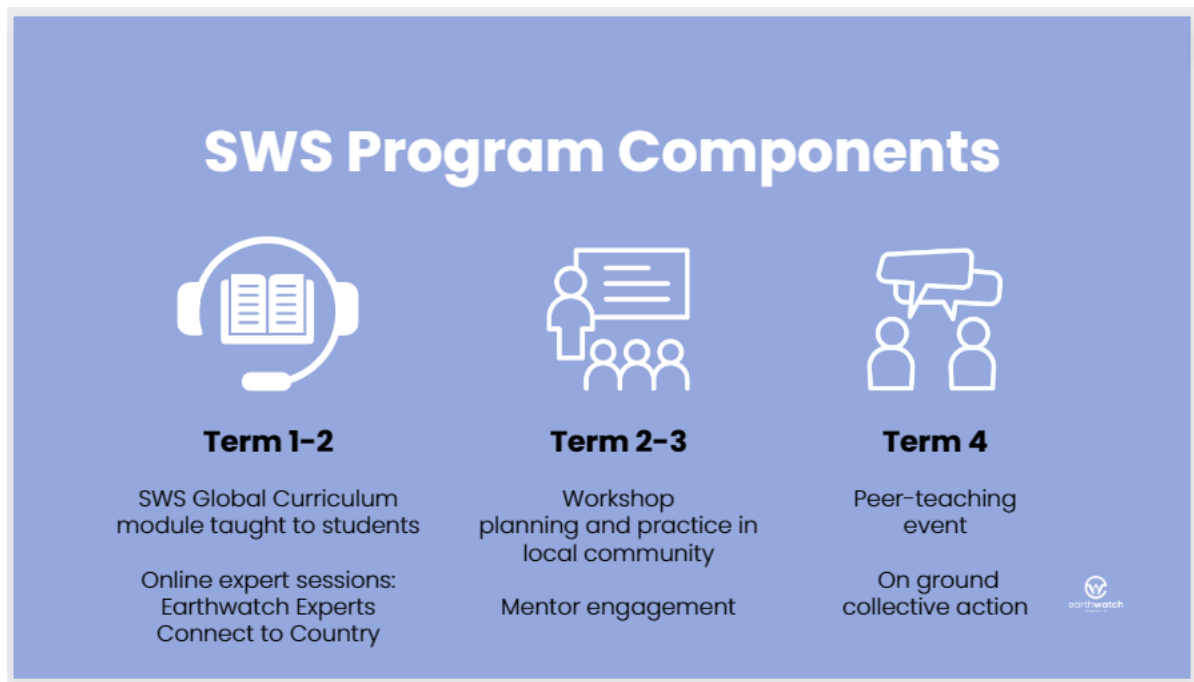 SWS Program Components
Term 1-2
SWS Global Curriculum
module taught to students
Online expert sessions:
Earthwatch Experts
Connect to Country
Term 2-3
Workshop
planning and practice in
local community
Mentor engagement
Term 4
Peer-teaching
event
On ground
collective action
earthwatch